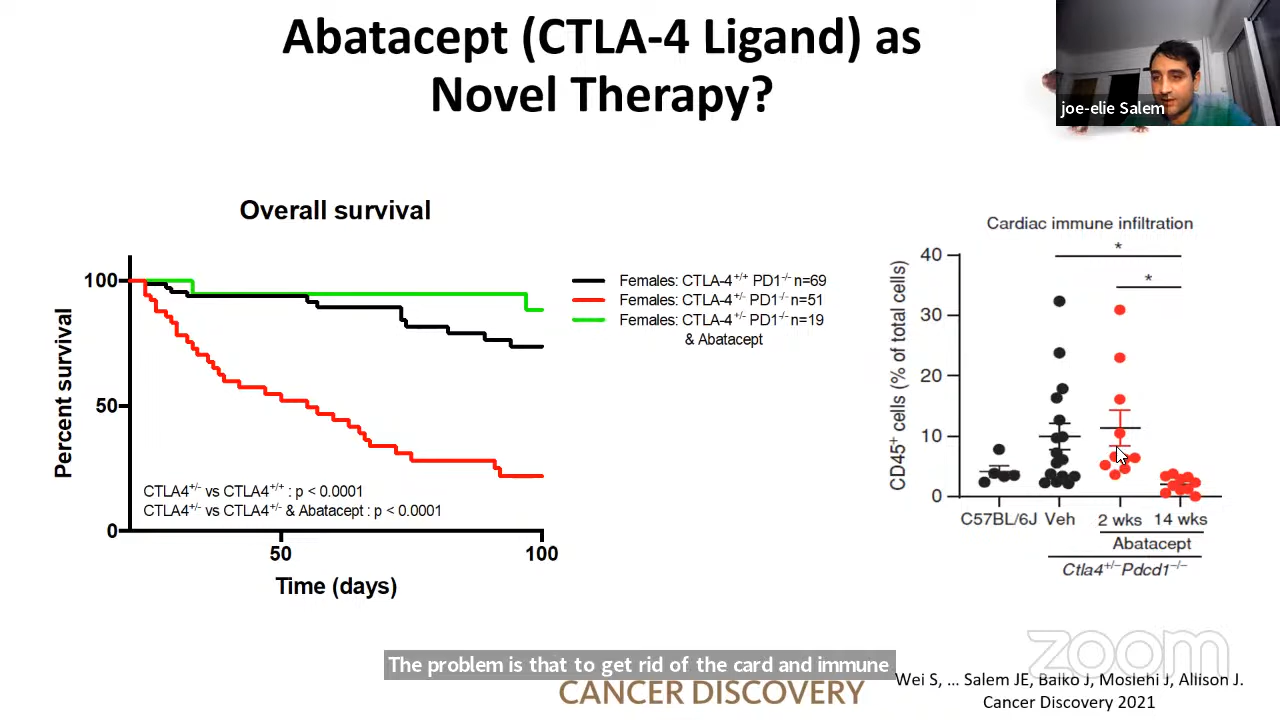 Abatacept (CTLA-4 Ligand) as
Novel Therapy?
joe-elie Salem
Overall survival
Percent survival
100
50
0
50
100
Time (days)
CTLA4+/- vs CTLA4+/+ : p < 0.0001
CTLA4+/- vs CTLA4+/- & Abatacept : p < 0.0001
Females: CTLA-4+/+ PD1-/- n=69
Females: CTLA-4+/- PD1-/- n=51
Females: CTLA-4+/- PD1-/- n=19
& Abatacept
Cardiac immune infiltration
CD45+ cells (% of total cells)
40
30
20
10
0
*
*
C57BL/6J Veh 2 wks 14 wks
Abatacept
Ctla4+/- Pdcd1-/-
zoom
The problem is that to get rid of the card and immune
CANCER DISCOVERY
Wei S, ... Salem JE, Balko J, Moslehi J, Allison J.
Cancer Discovery 2021